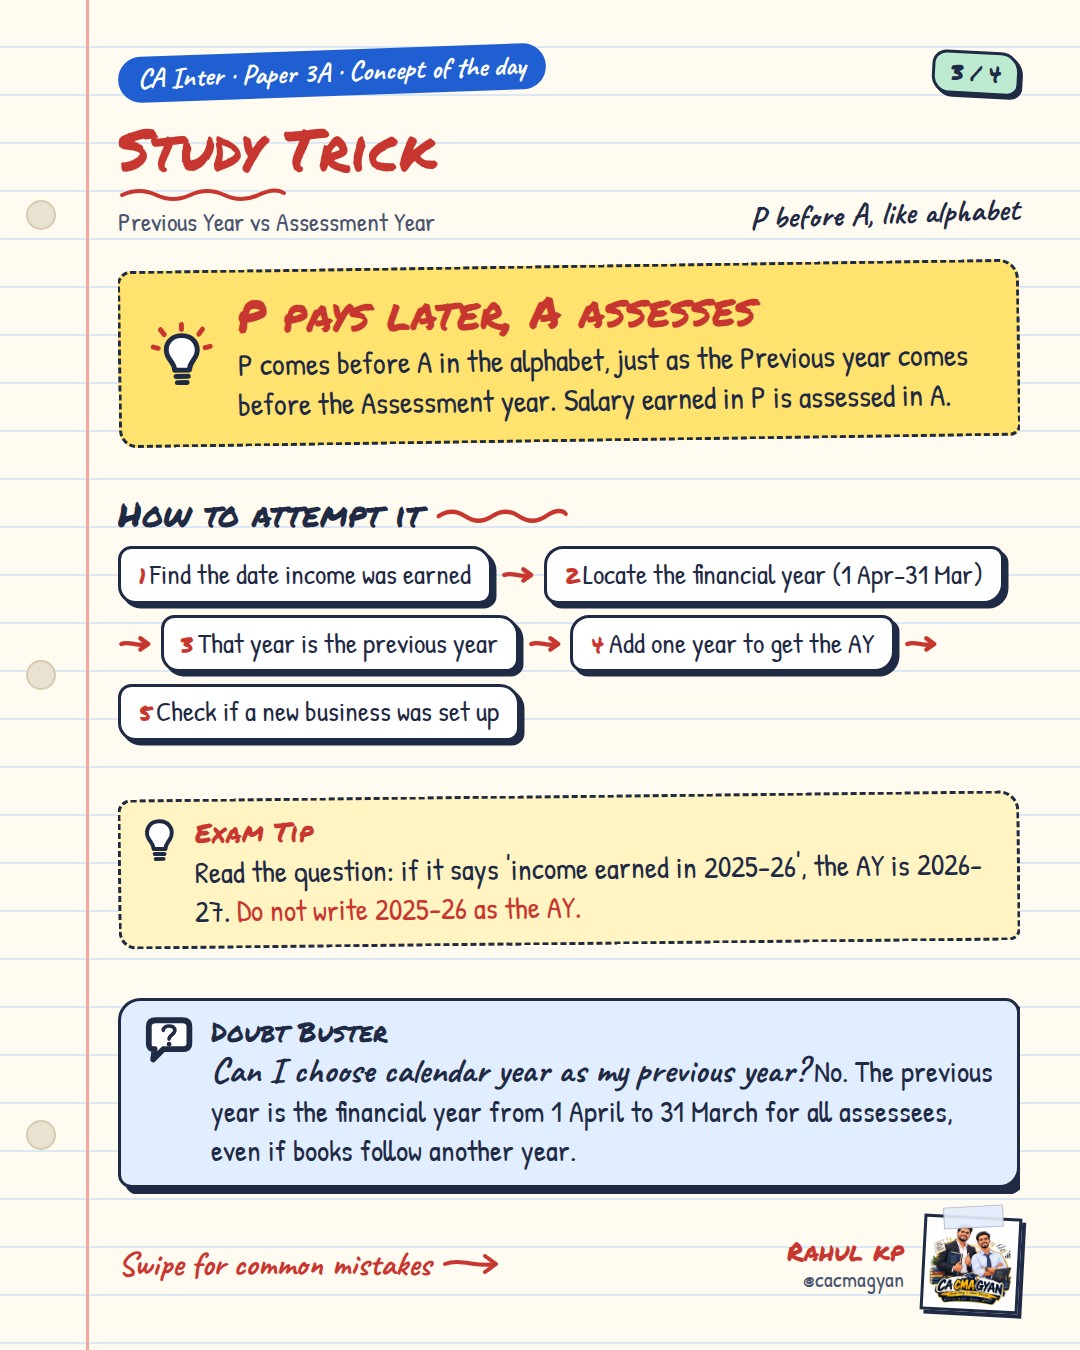 CA Inter · Paper 3A · Concept of the day
3 / 4
Study Trick
Previous Year vs Assessment Year
P before A, like alphabet
P pays later, A assesses
P comes before A in the alphabet, just as the Previous year comes
before the Assessment year. Salary earned in P is assessed in A.
How to attempt it
1 Find the date income was earned
2 Locate the financial year (1 Apr-31 Mar)
3 That year is the previous year
4 Add one year to get the AY
5 Check if a new business was set up
Exam Tip
Read the question: if it says 'income earned in 2025-26', the AY is 2026-
27. Do not write 2025-26 as the AY.
Doubt Buster
Can I choose calendar year as my previous year? No. The previous
year is the financial year from 1 April to 31 March for all assessees,
even if books follow another year.
Swipe for common mistakes
Rahul KP
@cacmagyan
CA CMA GYAN